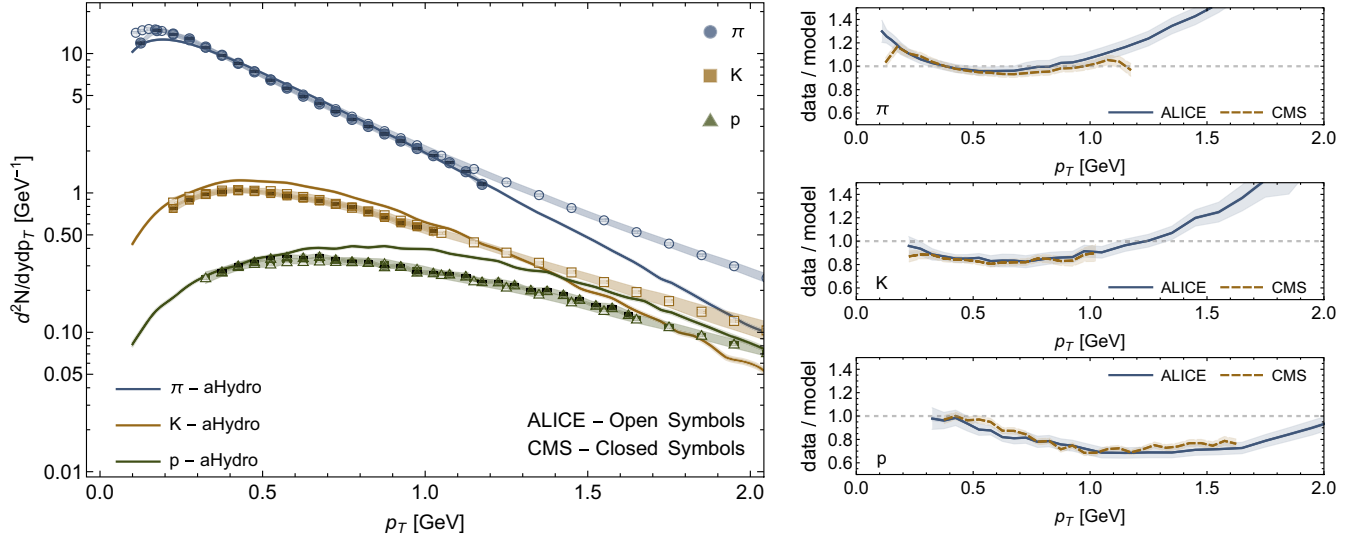 10
5
1
0.50
0.10
0.05
0.01
d²N/dydp_T [GeV⁻¹]
π
K
p
π – aHydro
K – aHydro
p – aHydro
ALICE – Open Symbols
CMS – Closed Symbols
0.0 0.5 1.0 1.5 2.0
p_T [GeV]
1.4
1.2
1.0
0.8
0.6
data / model
π
ALICE CMS
0.0 0.5 1.0 1.5 2.0
p_T [GeV]
1.4
1.2
1.0
0.8
0.6
data / model
K
ALICE CMS
0.0 0.5 1.0 1.5 2.0
p_T [GeV]
1.4
1.2
1.0
0.8
0.6
data / model
p
ALICE CMS
0.0 0.5 1.0 1.5 2.0
p_T [GeV]